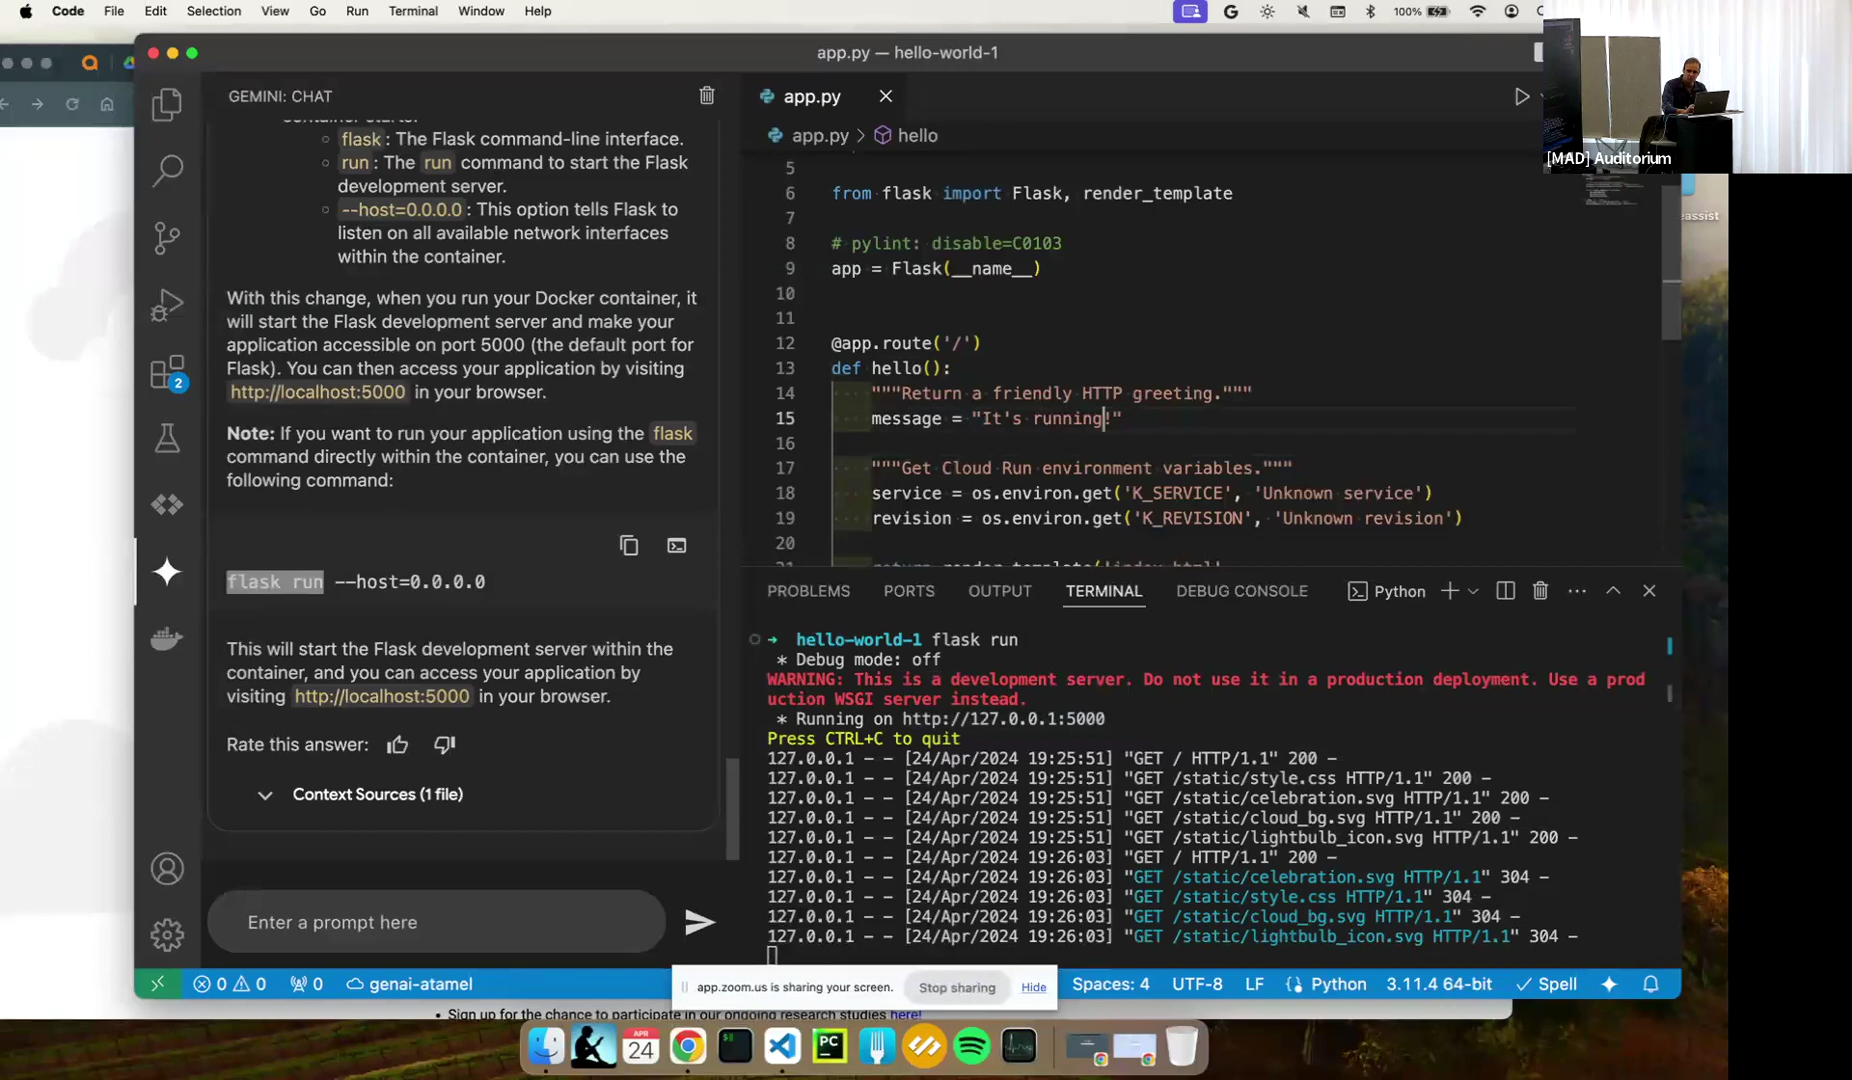 Code File Edit Selection View Go Run Terminal Window Help
100%
app.py — hello-world-1
[MAD] Auditorium
eassist
GEMINI: CHAT
container starts.
flask: The Flask command-line interface.
run: The run command to start the Flask
development server.
--host=0.0.0.0: This option tells Flask to
listen on all available network interfaces
within the container.
With this change, when you run your Docker container, it
will start the Flask development server and make your
application accessible on port 5000 (the default port for
Flask). You can then access your application by visiting
http://localhost:5000 in your browser.
Note: If you want to run your application using the flask
command directly within the container, you can use the
following command:
flask run --host=0.0.0.0
This will start the Flask development server within the
container, and you can access your application by
visiting http://localhost:5000 in your browser.
Rate this answer:
Context Sources (1 file)
Enter a prompt here
2
app.py
app.py > hello
5
6 from flask import Flask, render_template
7
8 # pylint: disable=C0103
9 app = Flask(__name__)
10
11
12 @app.route('/')
13 def hello():
14 """Return a friendly HTTP greeting."""
15 message = "It's running!"
16
17 """Get Cloud Run environment variables."""
18 service = os.environ.get('K_SERVICE', 'Unknown service')
19 revision = os.environ.get('K_REVISION', 'Unknown revision')
20
21 return render_template('index.html',
PROBLEMS PORTS OUTPUT TERMINAL DEBUG CONSOLE Python
hello-world-1 flask run
* Debug mode: off
WARNING: This is a development server. Do not use it in a production deployment. Use a prod
uction WSGI server instead.
* Running on http://127.0.0.1:5000
Press CTRL+C to quit
127.0.0.1 - - [24/Apr/2024 19:25:51] "GET / HTTP/1.1" 200 -
127.0.0.1 - - [24/Apr/2024 19:25:51] "GET /static/style.css HTTP/1.1" 200 -
127.0.0.1 - - [24/Apr/2024 19:25:51] "GET /static/celebration.svg HTTP/1.1" 200 -
127.0.0.1 - - [24/Apr/2024 19:25:51] "GET /static/cloud_bg.svg HTTP/1.1" 200 -
127.0.0.1 - - [24/Apr/2024 19:25:51] "GET /static/lightbulb_icon.svg HTTP/1.1" 200 -
127.0.0.1 - - [24/Apr/2024 19:26:03] "GET / HTTP/1.1" 200 -
127.0.0.1 - - [24/Apr/2024 19:26:03] "GET /static/celebration.svg HTTP/1.1" 304 -
127.0.0.1 - - [24/Apr/2024 19:26:03] "GET /static/style.css HTTP/1.1" 304 -
127.0.0.1 - - [24/Apr/2024 19:26:03] "GET /static/cloud_bg.svg HTTP/1.1" 304 -
127.0.0.1 - - [24/Apr/2024 19:26:03] "GET /static/lightbulb_icon.svg HTTP/1.1" 304 -
0 0 0 genai-atamel
app.zoom.us is sharing your screen. Stop sharing Hide
Spaces: 4 UTF-8 LF Python 3.11.4 64-bit Spell
Sign up for the chance to participate in our ongoing research studies here!
APR
24
PC